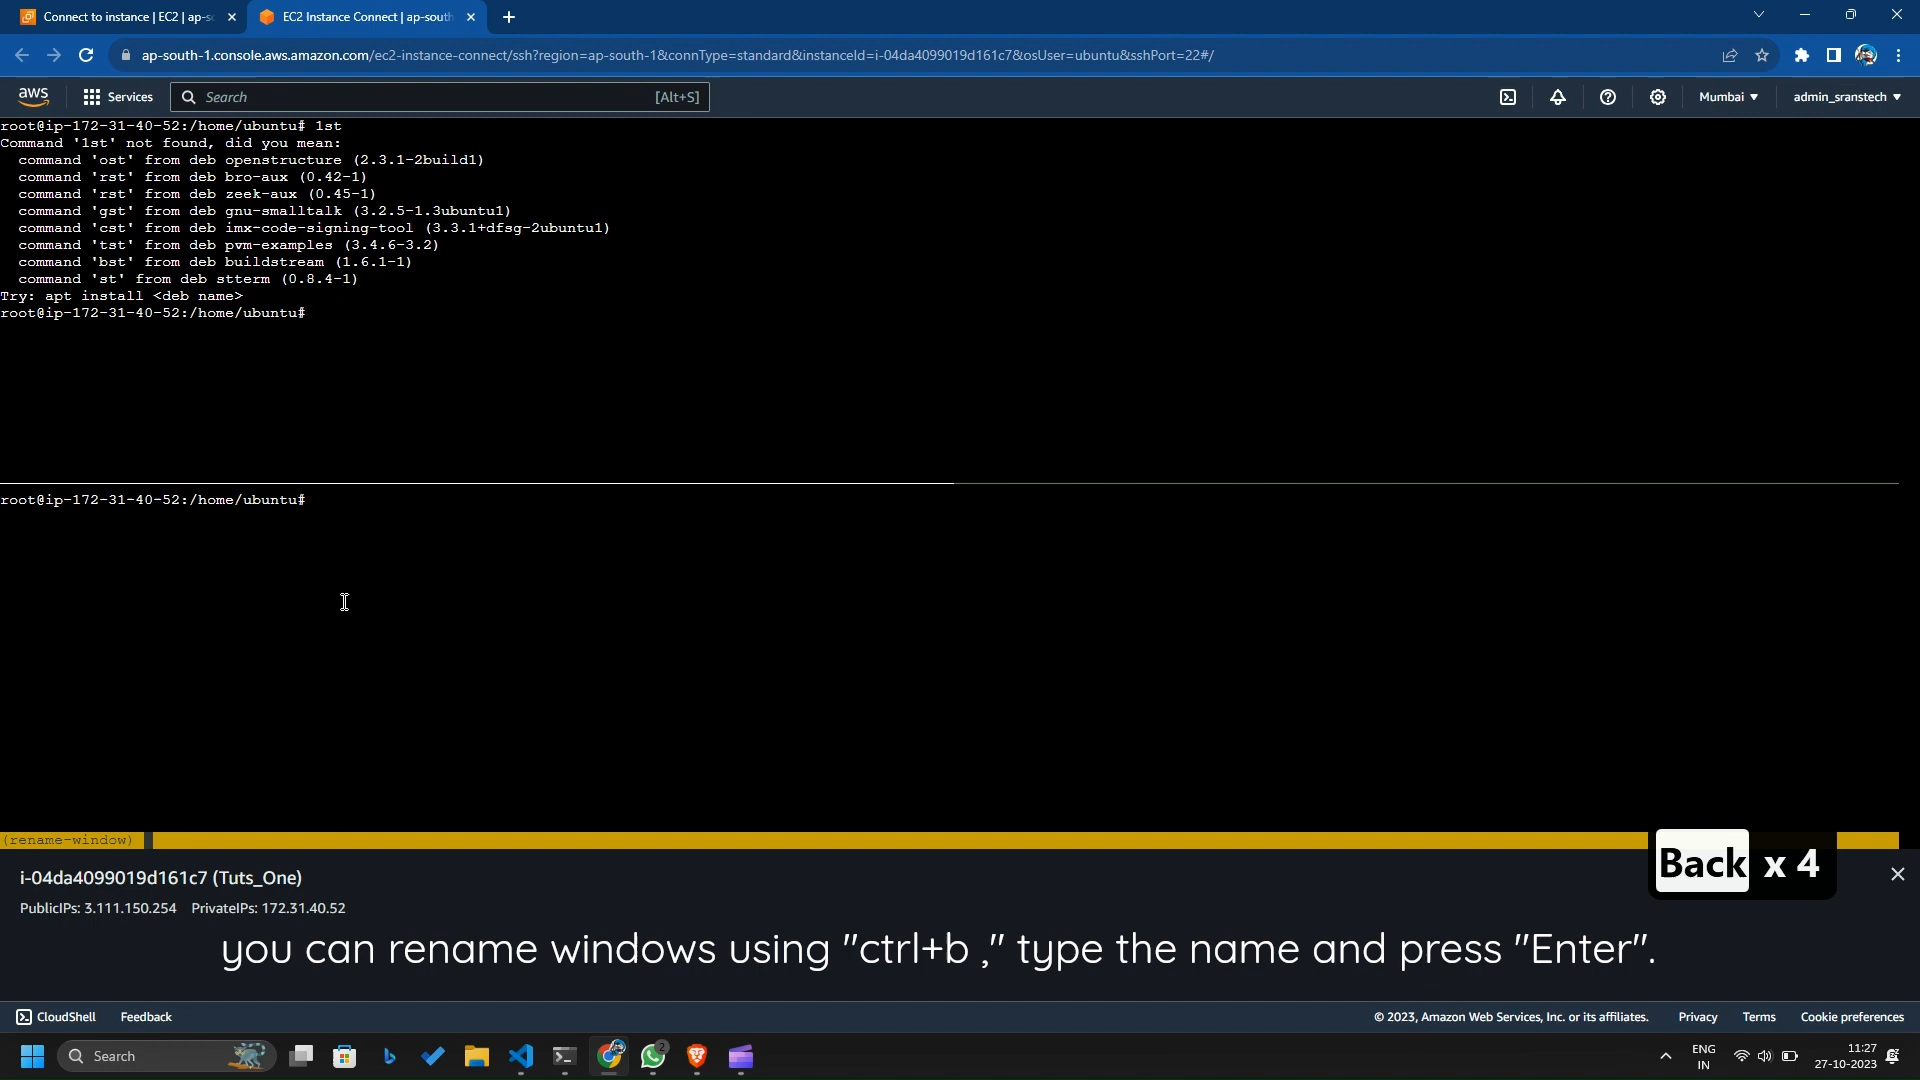 Connect to instance | EC2 | ap-s
EC2 Instance Connect | ap-south
ap-south-1.console.aws.amazon.com/ec2-instance-connect/ssh?region=ap-south-1&connType=standard&instanceId=i-04da4099019d161c7&osUser=ubuntu&sshPort=22#/
aws
Services
Search
[Alt+S]
Mumbai
admin_sranstech
root@ip-172-31-40-52:/home/ubuntu# 1st
Command '1st' not found, did you mean:
command 'ost' from deb openstructure (2.3.1-2build1)
command 'rst' from deb bro-aux (0.42-1)
command 'rst' from deb zeek-aux (0.45-1)
command 'gst' from deb gnu-smalltalk (3.2.5-1.3ubuntu1)
command 'cst' from deb imx-code-signing-tool (3.3.1+dfsg-2ubuntu1)
command 'tst' from deb pvm-examples (3.4.6-3.2)
command 'bst' from deb buildstream (1.6.1-1)
command 'st' from deb stterm (0.8.4-1)
Try: apt install <deb name>
root@ip-172-31-40-52:/home/ubuntu#
root@ip-172-31-40-52:/home/ubuntu#
(rename-window)
Back x 4
i-04da4099019d161c7 (Tuts_One)
PublicIPs: 3.111.150.254 PrivateIPs: 172.31.40.52
you can rename windows using "ctrl+b ," type the name and press "Enter".
CloudShell
Feedback
© 2023, Amazon Web Services, Inc. or its affiliates.
Privacy
Terms
Cookie preferences
Search
2
ENG
IN
11:27
27-10-2023